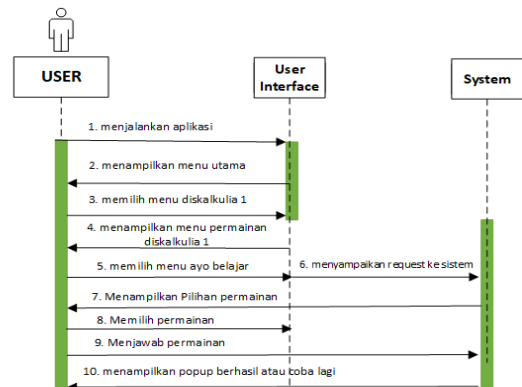 USER
User
Interface
System
1. menjalankan aplikasi
2. menampilkan menu utama
3. memilih menu diskalkulia 1
4. menampilkan menu permainan
diskalkulia 1
5. memilih menu ayo belajar
6. menyampaikan request ke sistem
7. Menampilkan Pilihan permainan
8. Memilih permainan
9. Menjawab permainan
10. menampilkan popup berhasil atau coba lagi